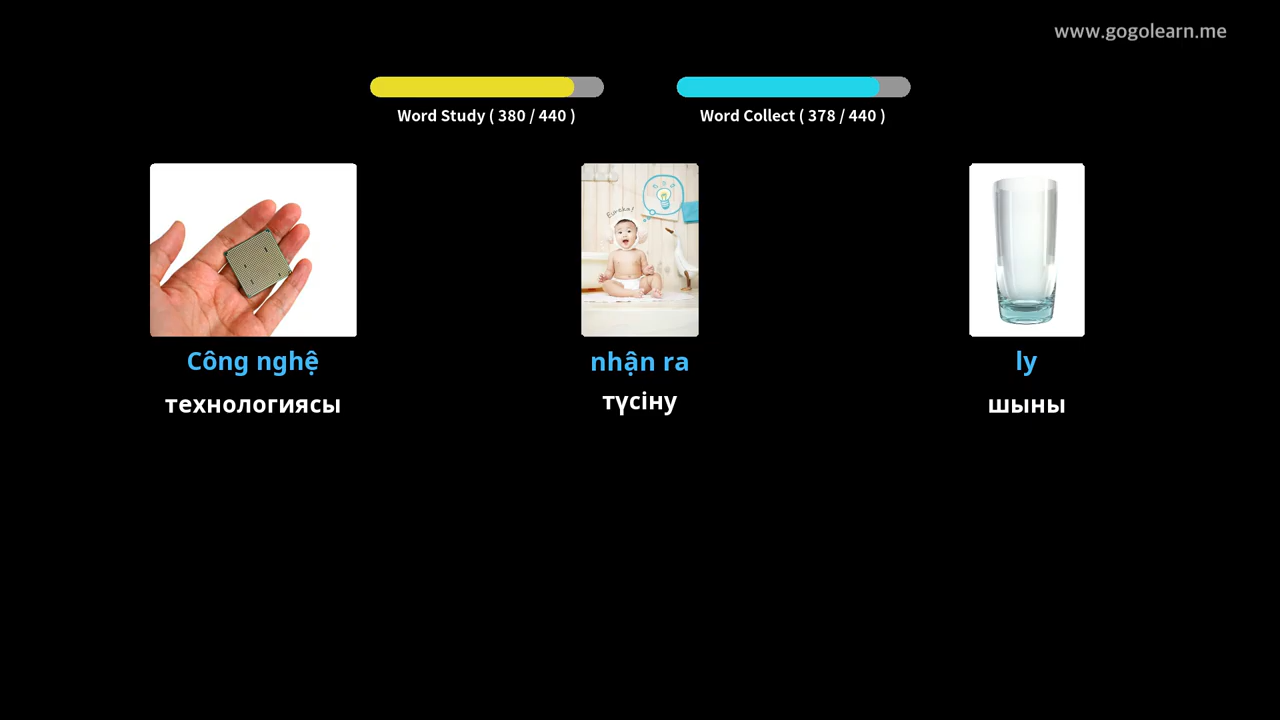 www.gogolearn.me
Word Study ( 380 / 440 )
Word Collect ( 378 / 440 )
Eureka!
Công nghệ
nhận ra
ly
технологиясы
түсіну
шыны